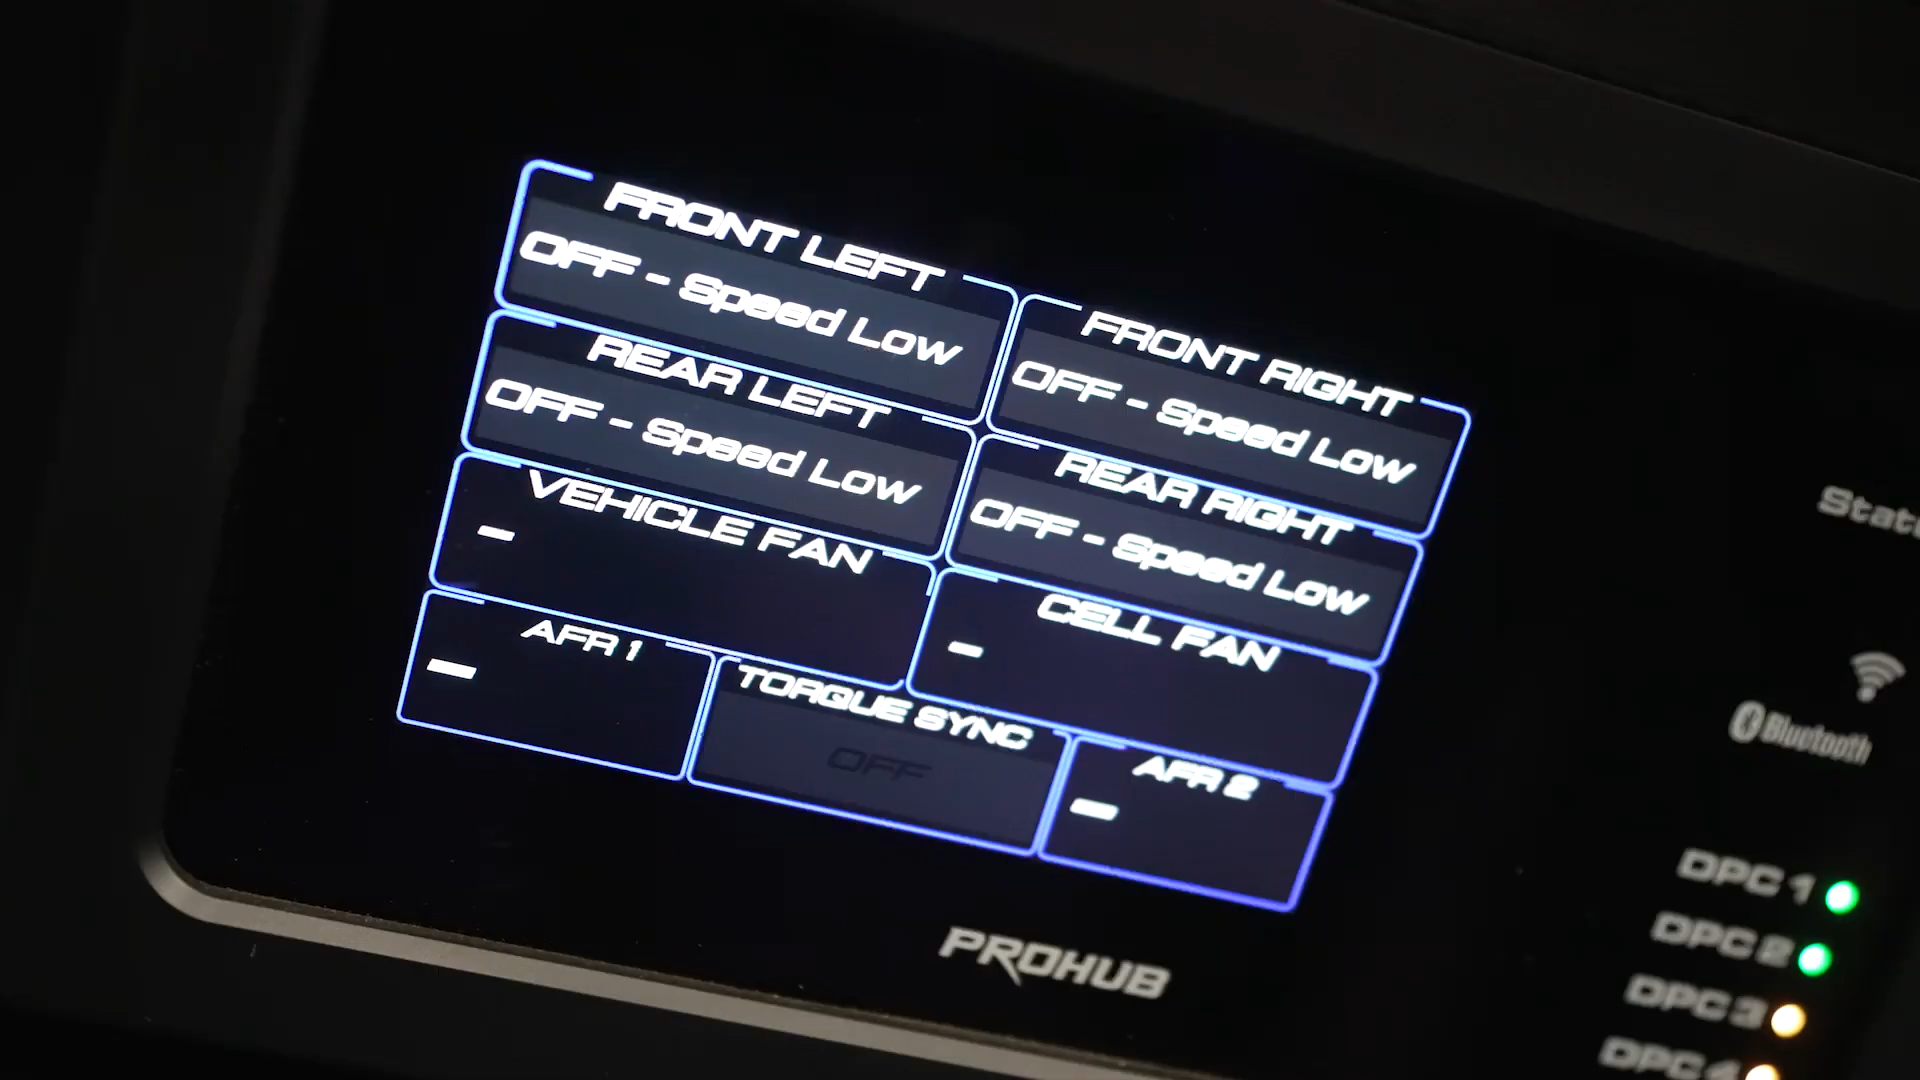 FRONT LEFT
OFF - Speed Low
FRONT RIGHT
OFF - Speed Low
REAR LEFT
OFF - Speed Low
REAR RIGHT
OFF - Speed Low
VEHICLE FAN
-
CELL FAN
-
AFR 1
-
TORQUE SYNC
OFF
AFR 2
-
PROHUB
Bluetooth
DPC 1
DPC 2
DPC 3
DPC 4